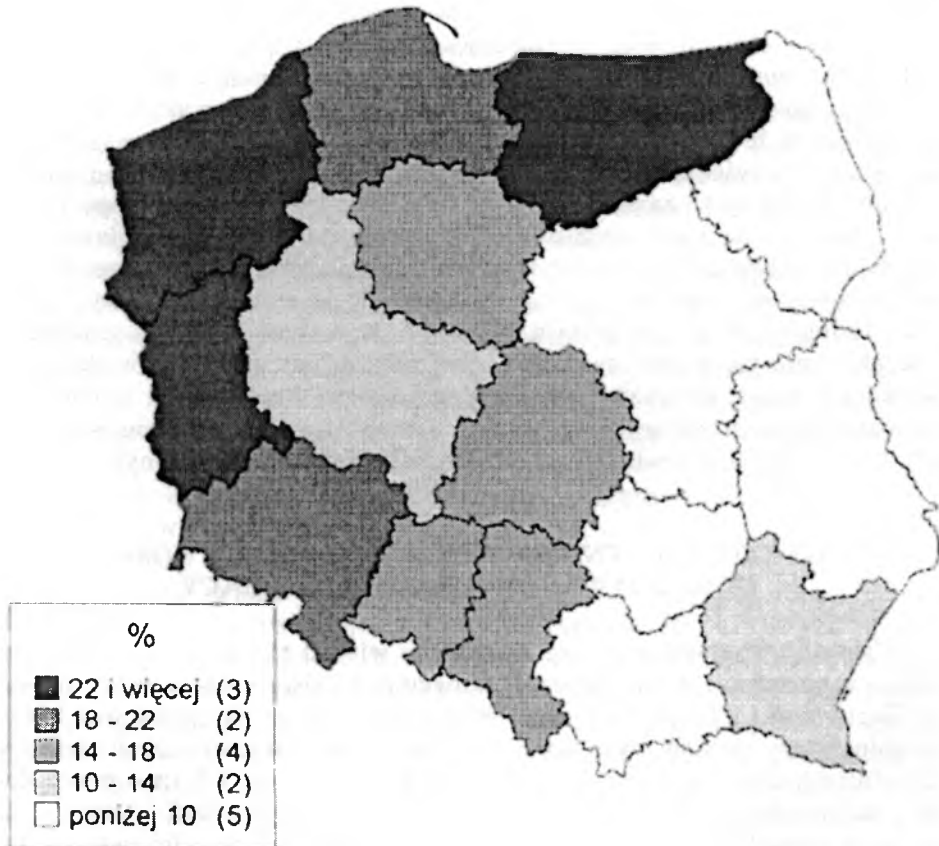 %
22 i więcej (3)
18 - 22 (2)
14 - 18 (4)
10 - 14 (2)
poniżej 10 (5)